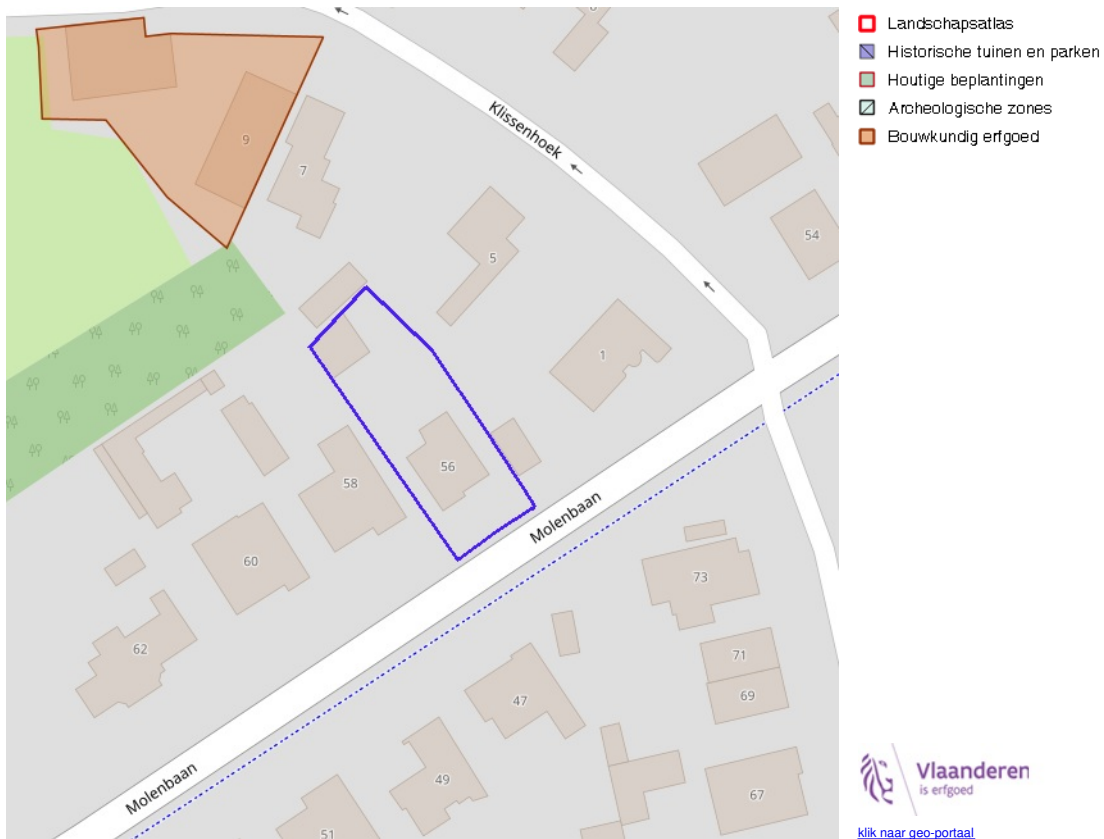 Klissenhoek
9
7
5
54
1
56
58
60
62
Molenbaan
73
71
69
47
49
67
51
Molenbaan
Landschapsatlas
Historische tuinen en parken
Houtige beplantingen
Archeologische zones
Bouwkundig erfgoed
Vlaanderen
is erfgoed
klik naar geo-portaal